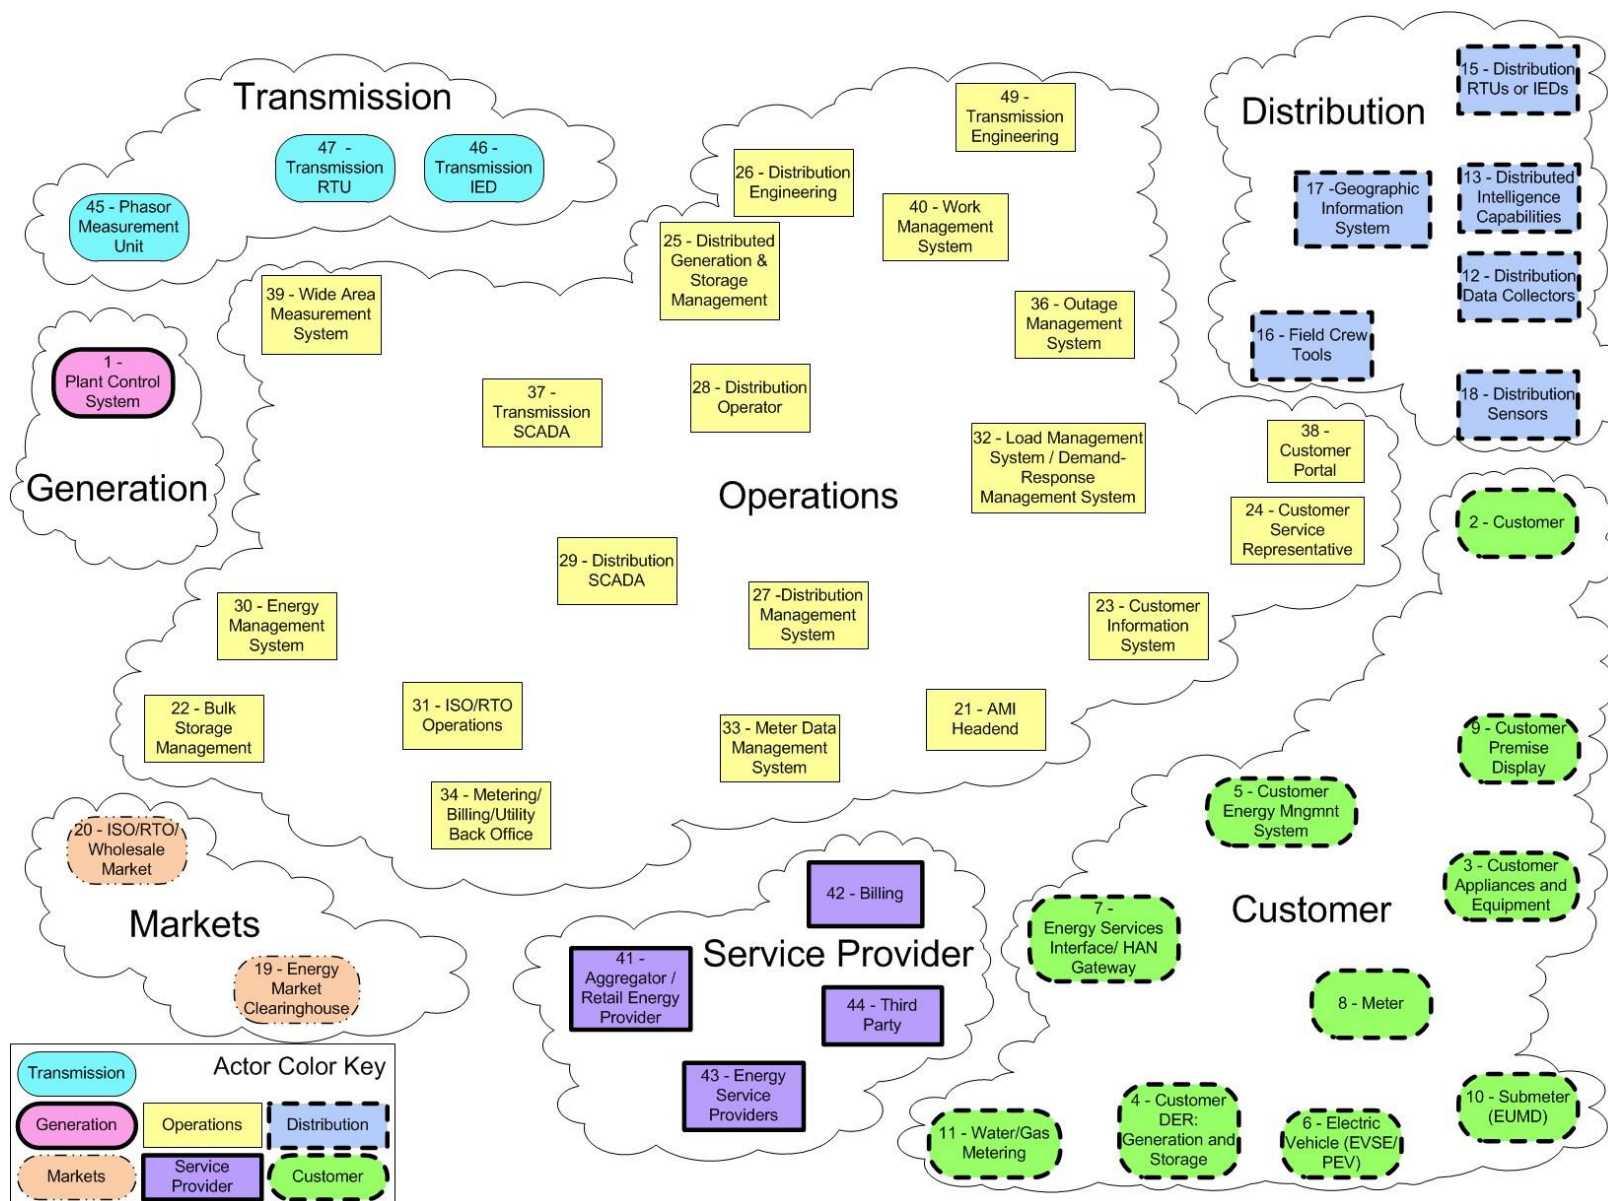 Transmission
47 -
Transmission
RTU
46 -
Transmission
IED
45 - Phasor
Measurement
Unit
1 -
Plant Control
System
Generation
49 -
Transmission
Engineering
26 - Distribution
Engineering
40 - Work
Management
System
25 - Distributed
Generation &
Storage
Management
39 - Wide Area
Measurement
System
36 - Outage
Management
System
37 -
Transmission
SCADA
28 - Distribution
Operator
32 - Load Management
System / Demand-
Response
Management System
38 -
Customer
Portal
Operations
24 - Customer
Service
Representative
29 - Distribution
SCADA
27 -Distribution
Management
System
30 - Energy
Management
System
23 - Customer
Information
System
22 - Bulk
Storage
Management
31 - ISO/RTO
Operations
33 - Meter Data
Management
System
21 - AMI
Headend
34 - Metering/
Billing/Utility
Back Office
Distribution
15 - Distribution
RTUs or IEDs
17 -Geographic
Information
System
13 - Distributed
Intelligence
Capabilities
12 - Distribution
Data Collectors
16 - Field Crew
Tools
18 - Distribution
Sensors
2 - Customer
9 - Customer
Premise
Display
5 - Customer
Energy Mngmnt
System
3 - Customer
Appliances and
Equipment
Customer
7 -
Energy Services
Interface/ HAN
Gateway
8 - Meter
10 - Submeter
(EUMD)
4 - Customer
DER:
Generation and
Storage
6 - Electric
Vehicle (EVSE/
PEV)
11 - Water/Gas
Metering
20 - ISO/RTO/
Wholesale
Market
Markets
19 - Energy
Market
Clearinghouse
42 - Billing
Service Provider
41 -
Aggregator /
Retail Energy
Provider
44 - Third
Party
43 - Energy
Service
Providers
Actor Color Key
Transmission
Generation
Operations
Distribution
Markets
Service
Provider
Customer